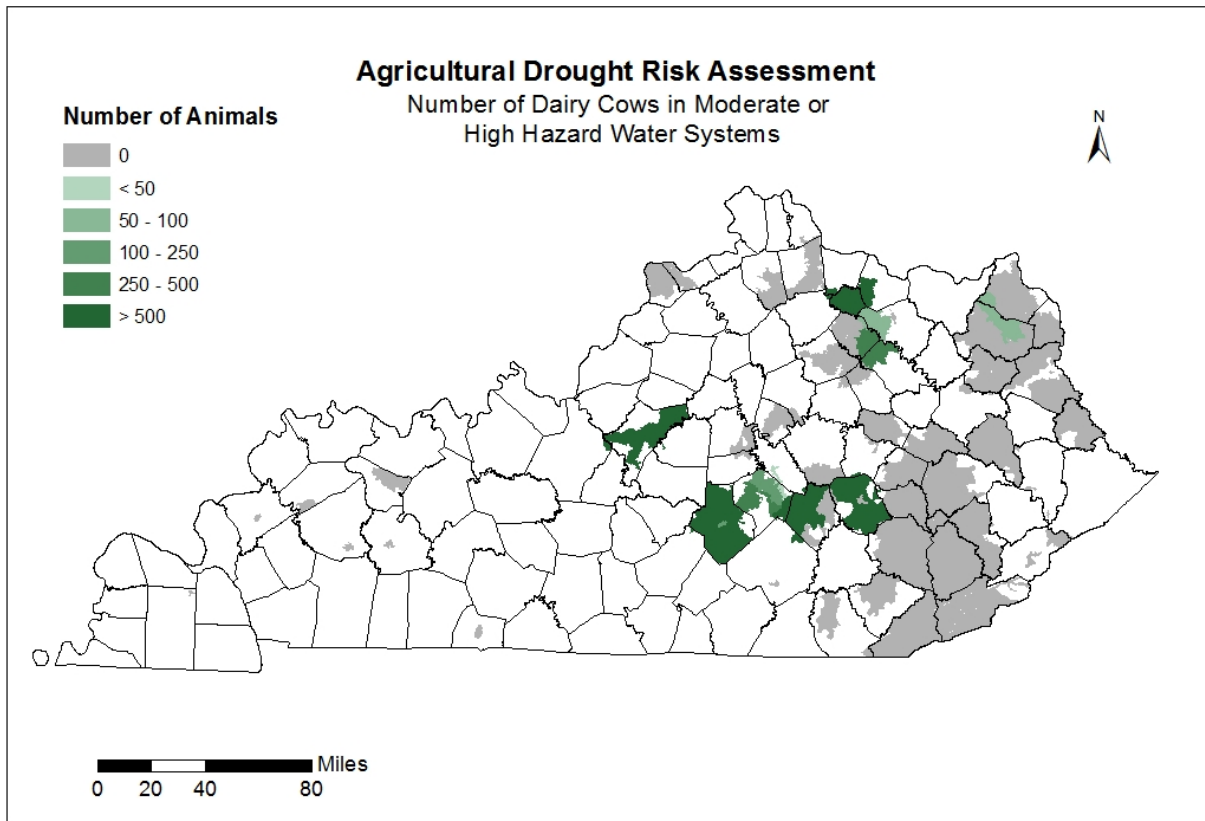 Agricultural Drought Risk Assessment
Number of Dairy Cows in Moderate or
High Hazard Water Systems
Number of Animals
0
< 50
50 - 100
100 - 250
250 - 500
> 500
N
Miles
0 20 40 80